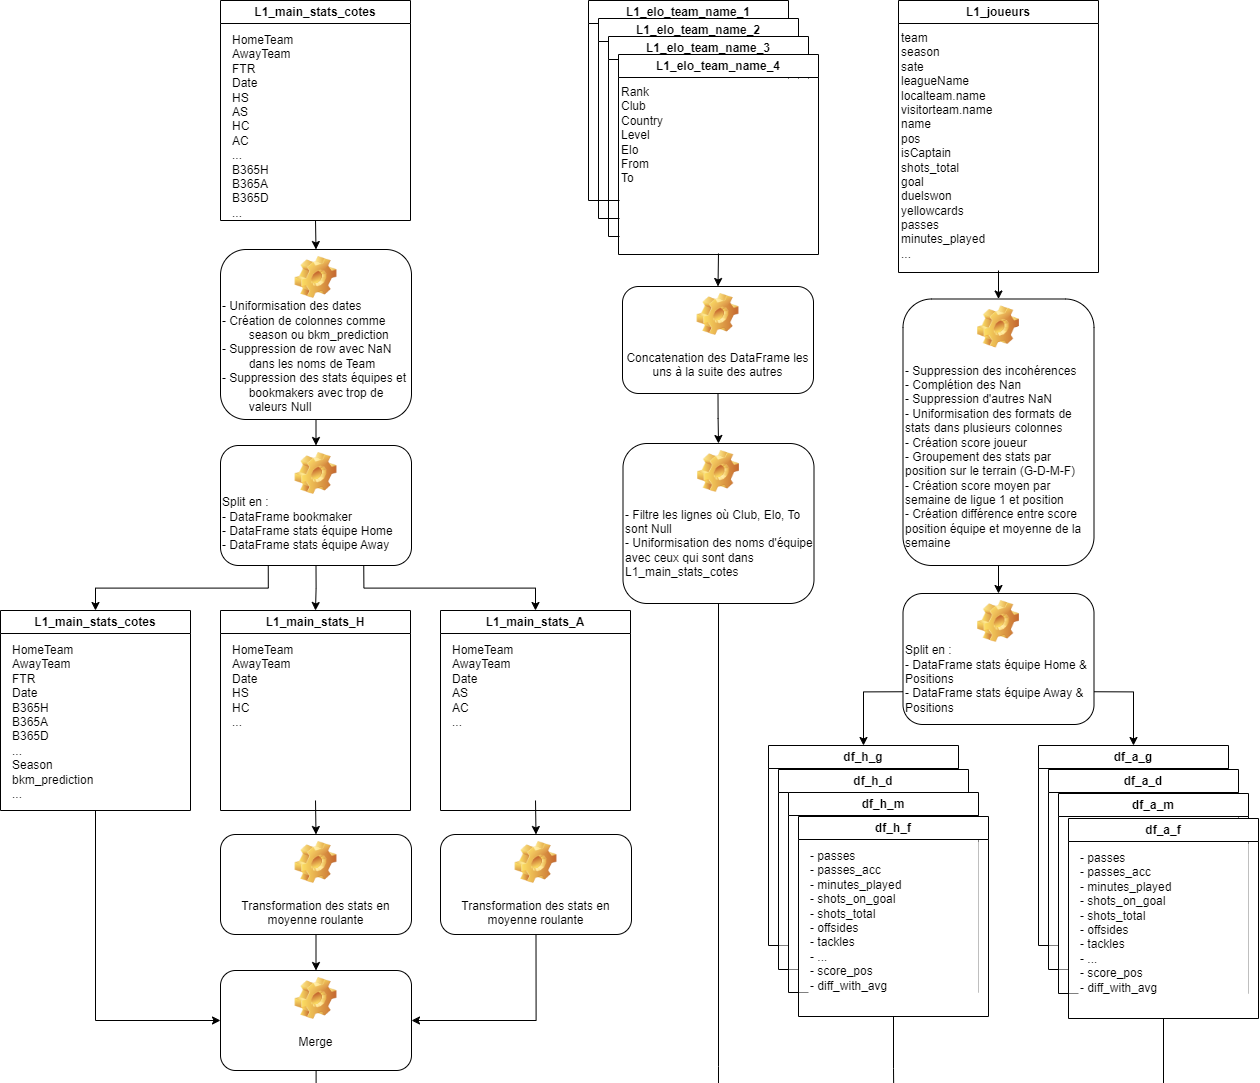 L1_main_stats_cotes
HomeTeam
AwayTeam
FTR
Date
HS
AS
HC
AC
...
B365H
B365A
B365D
...
- Uniformisation des dates
- Création de colonnes comme
season ou bkm_prediction
- Suppression de row avec NaN
dans les noms de Team
- Suppression des stats équipes et
bookmakers avec trop de
valeurs Null
Split en :
- DataFrame bookmaker
- DataFrame stats équipe Home
- DataFrame stats équipe Away
L1_main_stats_cotes
HomeTeam
AwayTeam
FTR
Date
B365H
B365A
B365D
...
Season
bkm_prediction
...
L1_main_stats_H
HomeTeam
AwayTeam
Date
HS
HC
...
L1_main_stats_A
HomeTeam
AwayTeam
Date
AS
AC
...
Transformation des stats en
moyenne roulante
Transformation des stats en
moyenne roulante
Merge
L1_elo_team_name_1
L1_elo_team_name_2
L1_elo_team_name_3
L1_elo_team_name_4
Rank
Club
Country
Level
Elo
From
To
Concatenation des DataFrame les
uns à la suite des autres
- Filtre les lignes où Club, Elo, To
sont Null
- Uniformisation des noms d'équipe
avec ceux qui sont dans
L1_main_stats_cotes
L1_joueurs
team
season
sate
leagueName
localteam.name
visitorteam.name
name
pos
isCaptain
shots_total
goal
duelswon
yellowcards
passes
minutes_played
...
- Suppression des incohérences
- Complétion des Nan
- Suppression d'autres NaN
- Uniformisation des formats de
stats dans plusieurs colonnes
- Création score joueur
- Groupement des stats par
position sur le terrain (G-D-M-F)
- Création score moyen par
semaine de ligue 1 et position
- Création différence entre score
position équipe et moyenne de la
semaine
Split en :
- DataFrame stats équipe Home &
Positions
- DataFrame stats équipe Away &
Positions
df_h_g
df_h_d
df_h_m
df_h_f
- passes
- passes_acc
- minutes_played
- shots_on_goal
- shots_total
- offsides
- tackles
- ...
- score_pos
- diff_with_avg
df_a_g
df_a_d
df_a_m
df_a_f
- passes
- passes_acc
- minutes_played
- shots_on_goal
- shots_total
- offsides
- tackles
- ...
- score_pos
- diff_with_avg